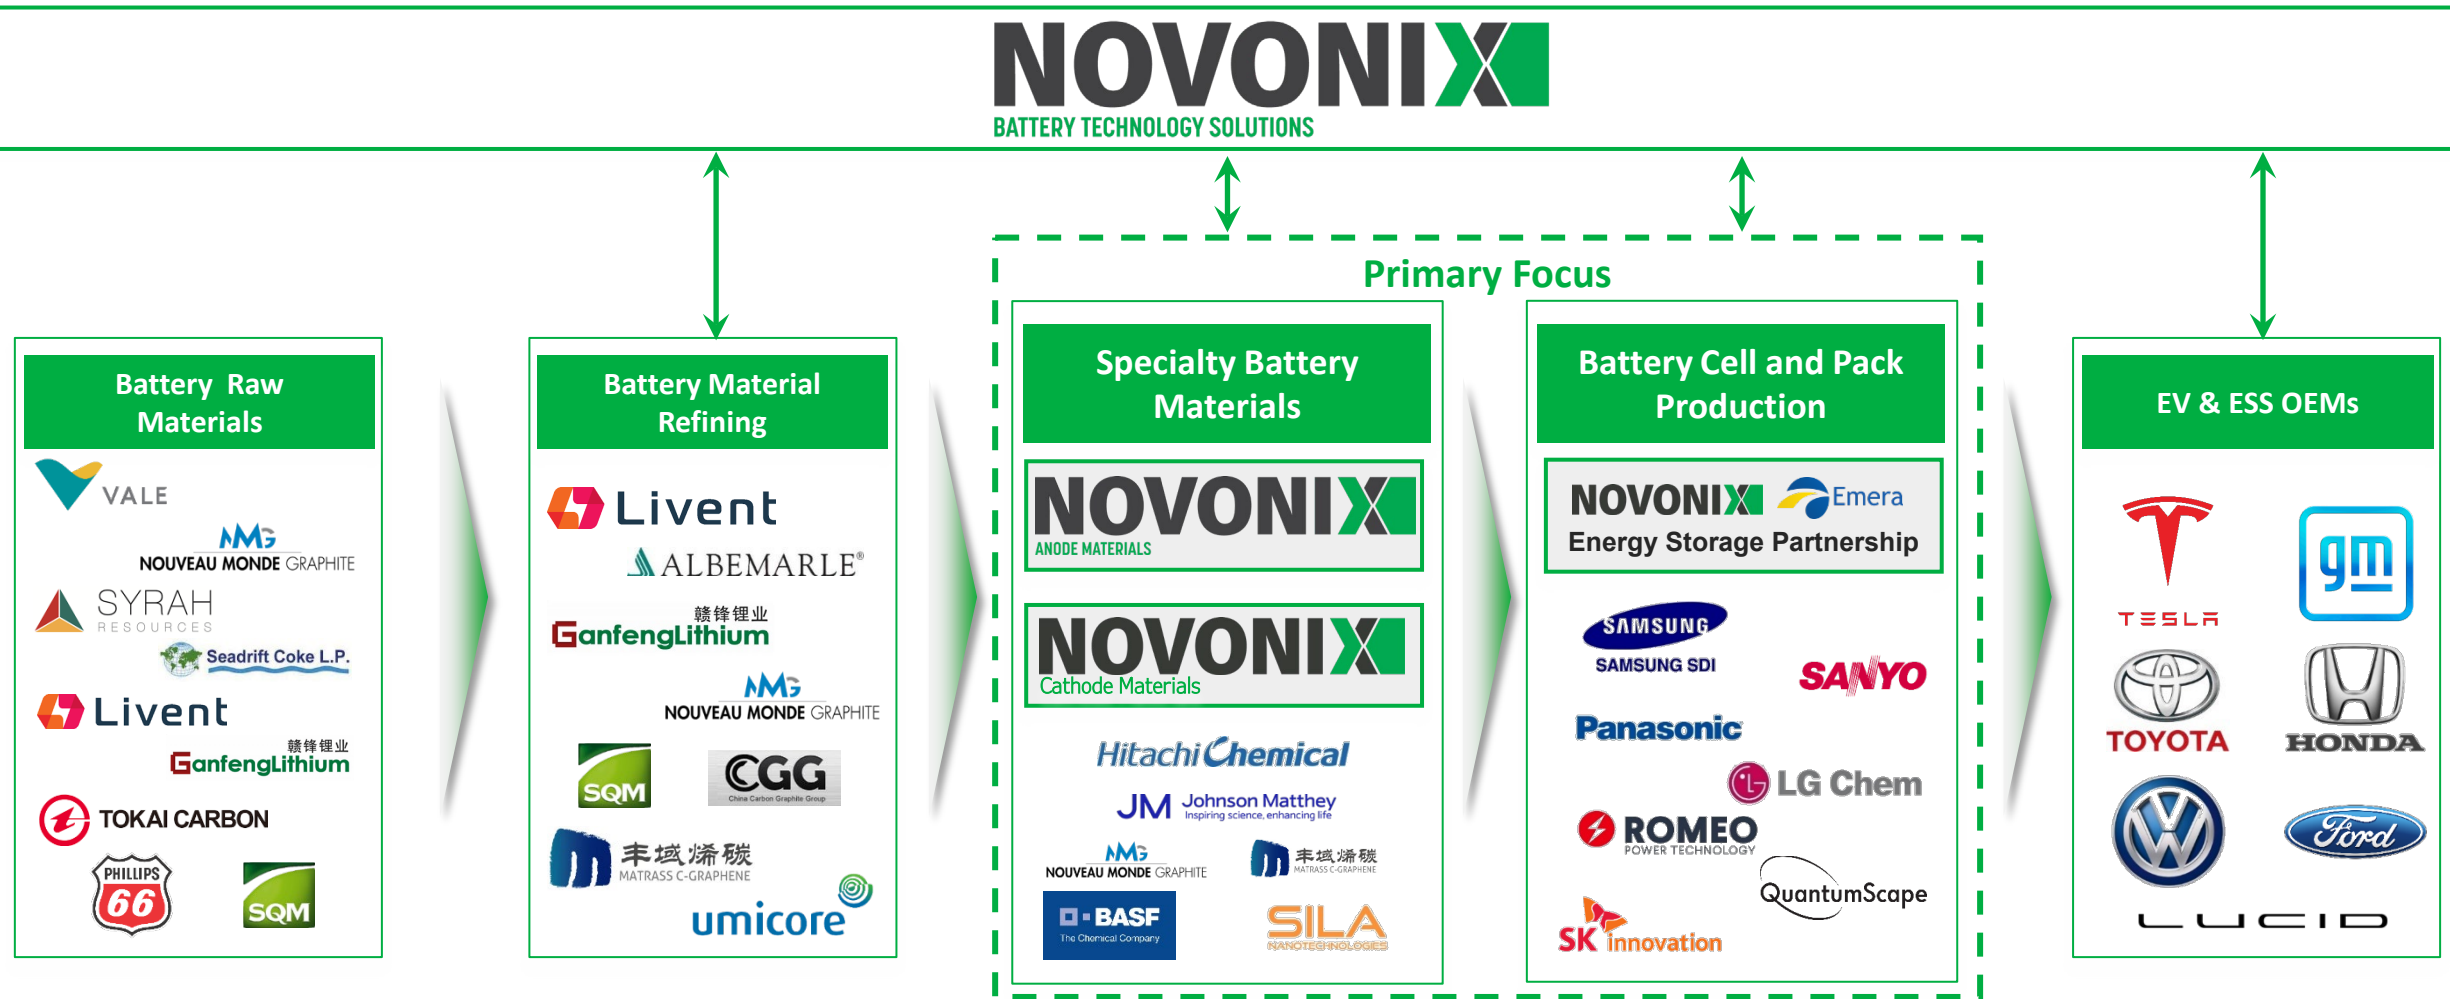 NOVONIX
BATTERY TECHNOLOGY SOLUTIONS
Primary Focus
Battery Raw
Materials
VALE
NMG
NOUVEAU MONDE GRAPHITE
SYRAH
RESOURCES
Seadrift Coke L.P.
Livent
赣锋锂业
GanfengLithium
TOKAI CARBON
PHILLIPS
66
SQM
Battery Material
Refining
Livent
ALBEMARLE®
赣锋锂业
GanfengLithium
NMG
NOUVEAU MONDE GRAPHITE
SQM
CGG
China Carbon Graphite Group
丰域烯碳
MATRASS C-GRAPHENE
umicore
Specialty Battery
Materials
NOVONIX
ANODE MATERIALS
NOVONIX
Cathode Materials
Hitachi Chemical
JM Johnson Matthey
Inspiring science, enhancing life
NMG
NOUVEAU MONDE GRAPHITE
丰域烯碳
MATRASS C-GRAPHENE
BASF
The Chemical Company
SILA
NANOTECHNOLOGIES
Battery Cell and Pack
Production
NOVONIX Emera
Energy Storage Partnership
SAMSUNG
SAMSUNG SDI
SANYO
Panasonic
LG Chem
ROMEO
POWER TECHNOLOGY
QuantumScape
SK innovation
EV & ESS OEMs
TESLA
gm
TOYOTA
HONDA
VW
Ford
LUCID